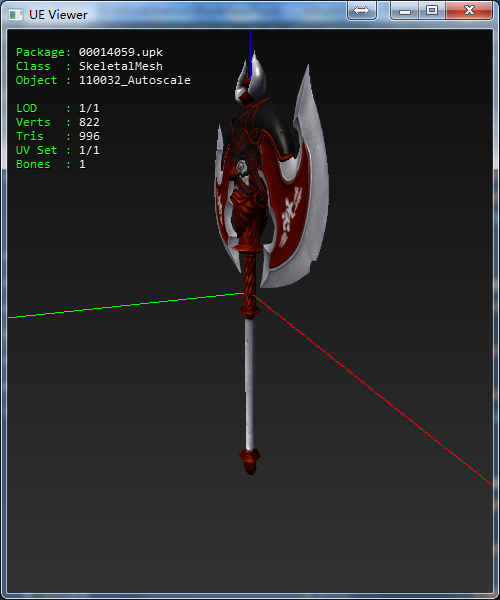 UE Viewer
Package: 00014059.upk
Class : SkeletalMesh
Object : 110032_Autoscale
LOD : 1/1
Verts : 822
Tris : 996
UV Set : 1/1
Bones : 1